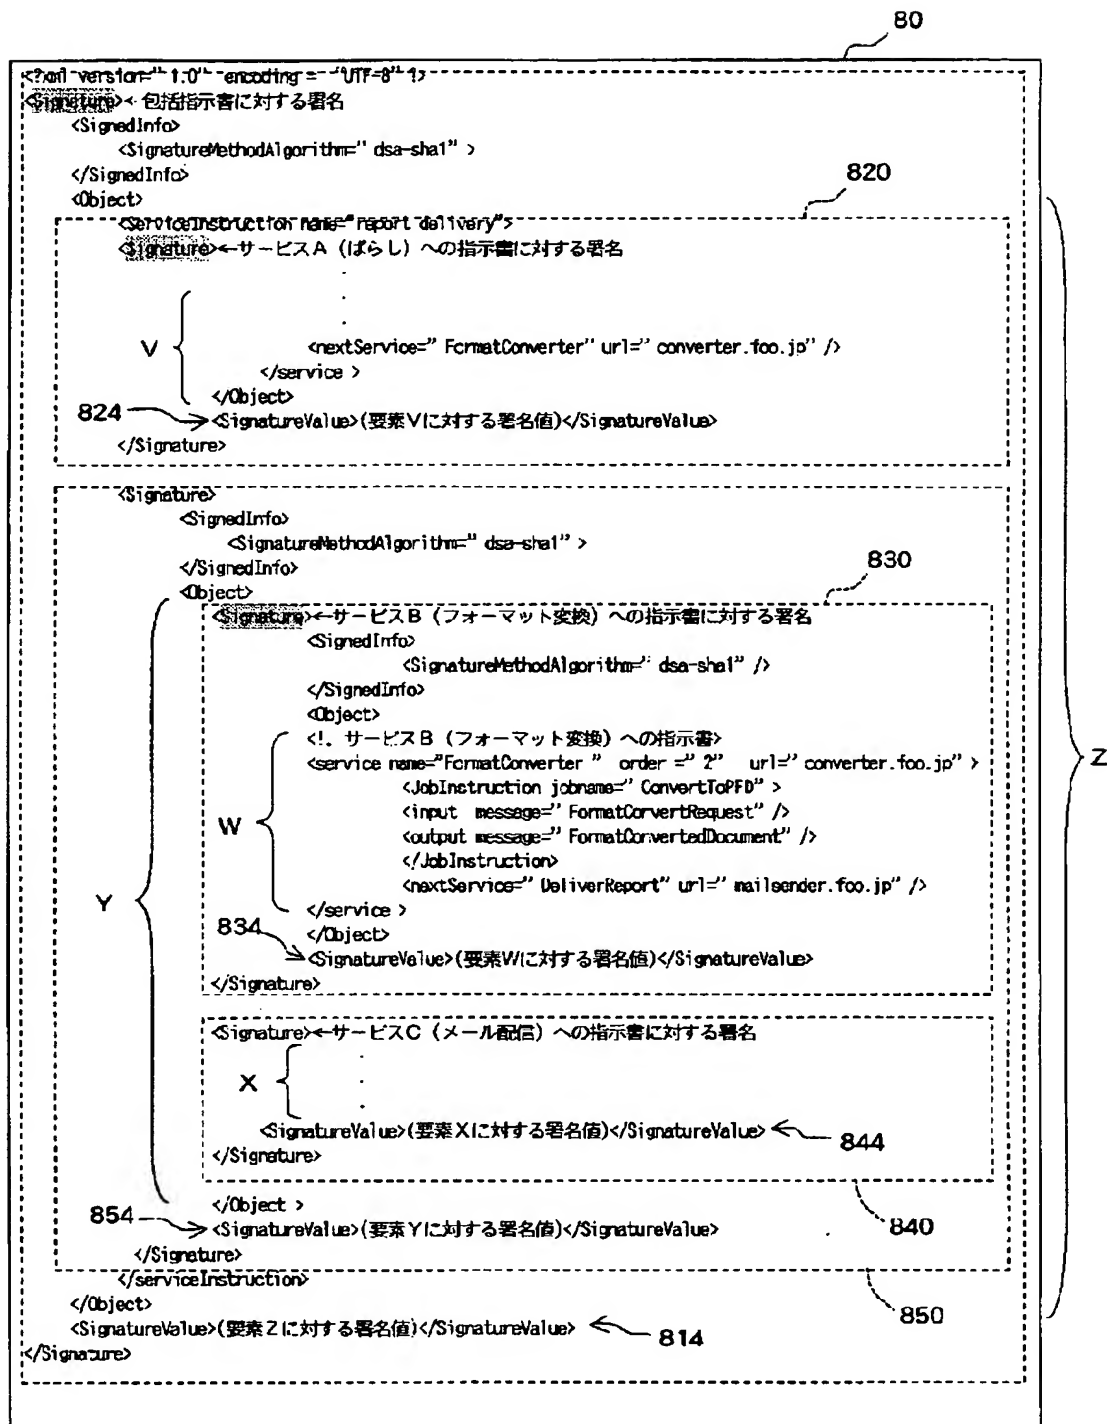 80
<?xml version=" 1.0" encoding = "UTF-8" 1>
<Signature>← 包括指示書に対する署名
<SignedInfo>
<SignatureMethodAlgorithm=" dsa-sha1" >
</SignedInfo>
<Object>
820
<ServiceInstruction name="report delivery">
<Signature>←サービスA（ばらし）への指示書に対する署名
V
<nextService=" FormatConverter" url=" converter.foo.jp" />
</service >
</Object>
824
<SignatureValue>(要素Vに対する署名値)</SignatureValue>
</Signature>
<Signature>
<SignedInfo>
<SignatureMethodAlgorithm=" dsa-sha1" >
</SignedInfo>
830
<Object>
<Signature>←サービスB（フォーマット変換）への指示書に対する署名
<SignedInfo>
<SignatureMethodAlgorithm=" dsa-sha1" />
</SignedInfo>
<Object>
<!. サービスB（フォーマット変換）への指示書>
<service name="FormatConverter " order =" 2" url=" converter.foo.jp" >
Z
<JobInstruction jobname=" ConvertToPFD" >
<input message=" FormatConvertRequest" />
W
<output message=" FormatConvertedDocument" />
</JobInstruction>
<nextService=" DeliverReport" url=" mailsender.foo.jp" />
Y
</service >
834
</Object>
<SignatureValue>(要素Wに対する署名値)</SignatureValue>
</Signature>
<Signature>←サービスC（メール配信）への指示書に対する署名
X
<SignatureValue>(要素Xに対する署名値)</SignatureValue>
844
</Signature>
</Object >
854
<SignatureValue>(要素Yに対する署名値)</SignatureValue>
840
</Signature>
</serviceInstruction>
</Object>
850
<SignatureValue>(要素Zに対する署名値)</SignatureValue>
814
</Signature>